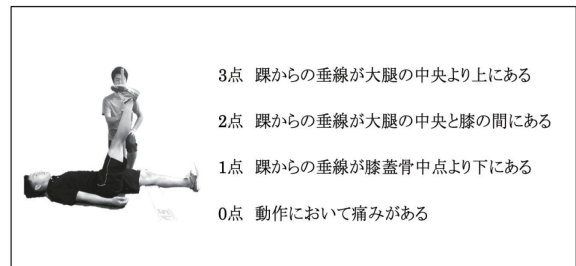 3点 踝からの垂線が大腿の中央より上にある
2点 踝からの垂線が大腿の中央と膝の間にある
1点 踝からの垂線が膝蓋骨中点より下にある
0点 動作において痛みがある